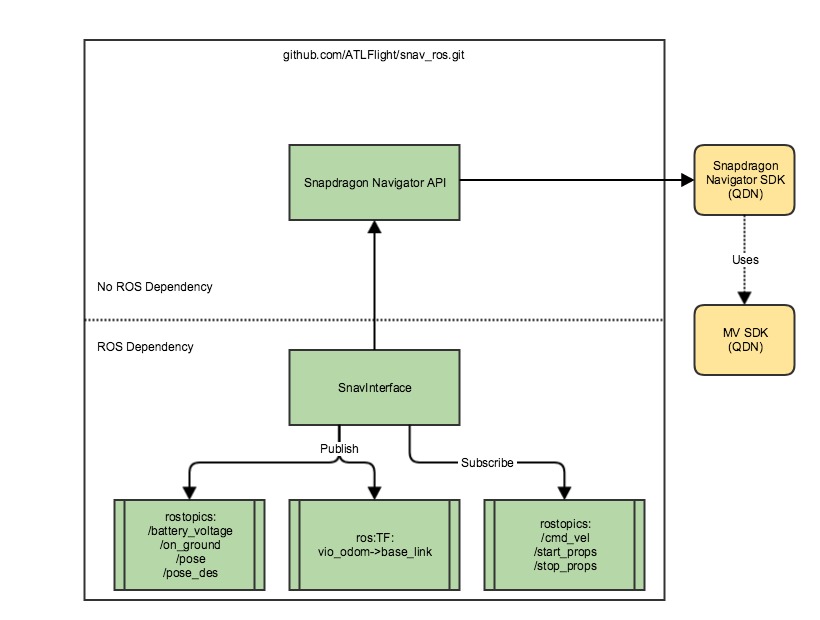 github.com/ATLFlight/snav_ros.git
Snapdragon Navigator API
Snapdragon
Navigator SDK
(QDN)
Uses
No ROS Dependency
MV SDK
(QDN)
ROS Dependency
SnavInterface
Publish
Subscribe
rostopics:
/battery_voltage
/on_ground
/pose
/pose_des
ros:TF:
vio_odom->base_link
rostopics:
/cmd_vel
/start_props
/stop_props